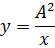 y = A²/x